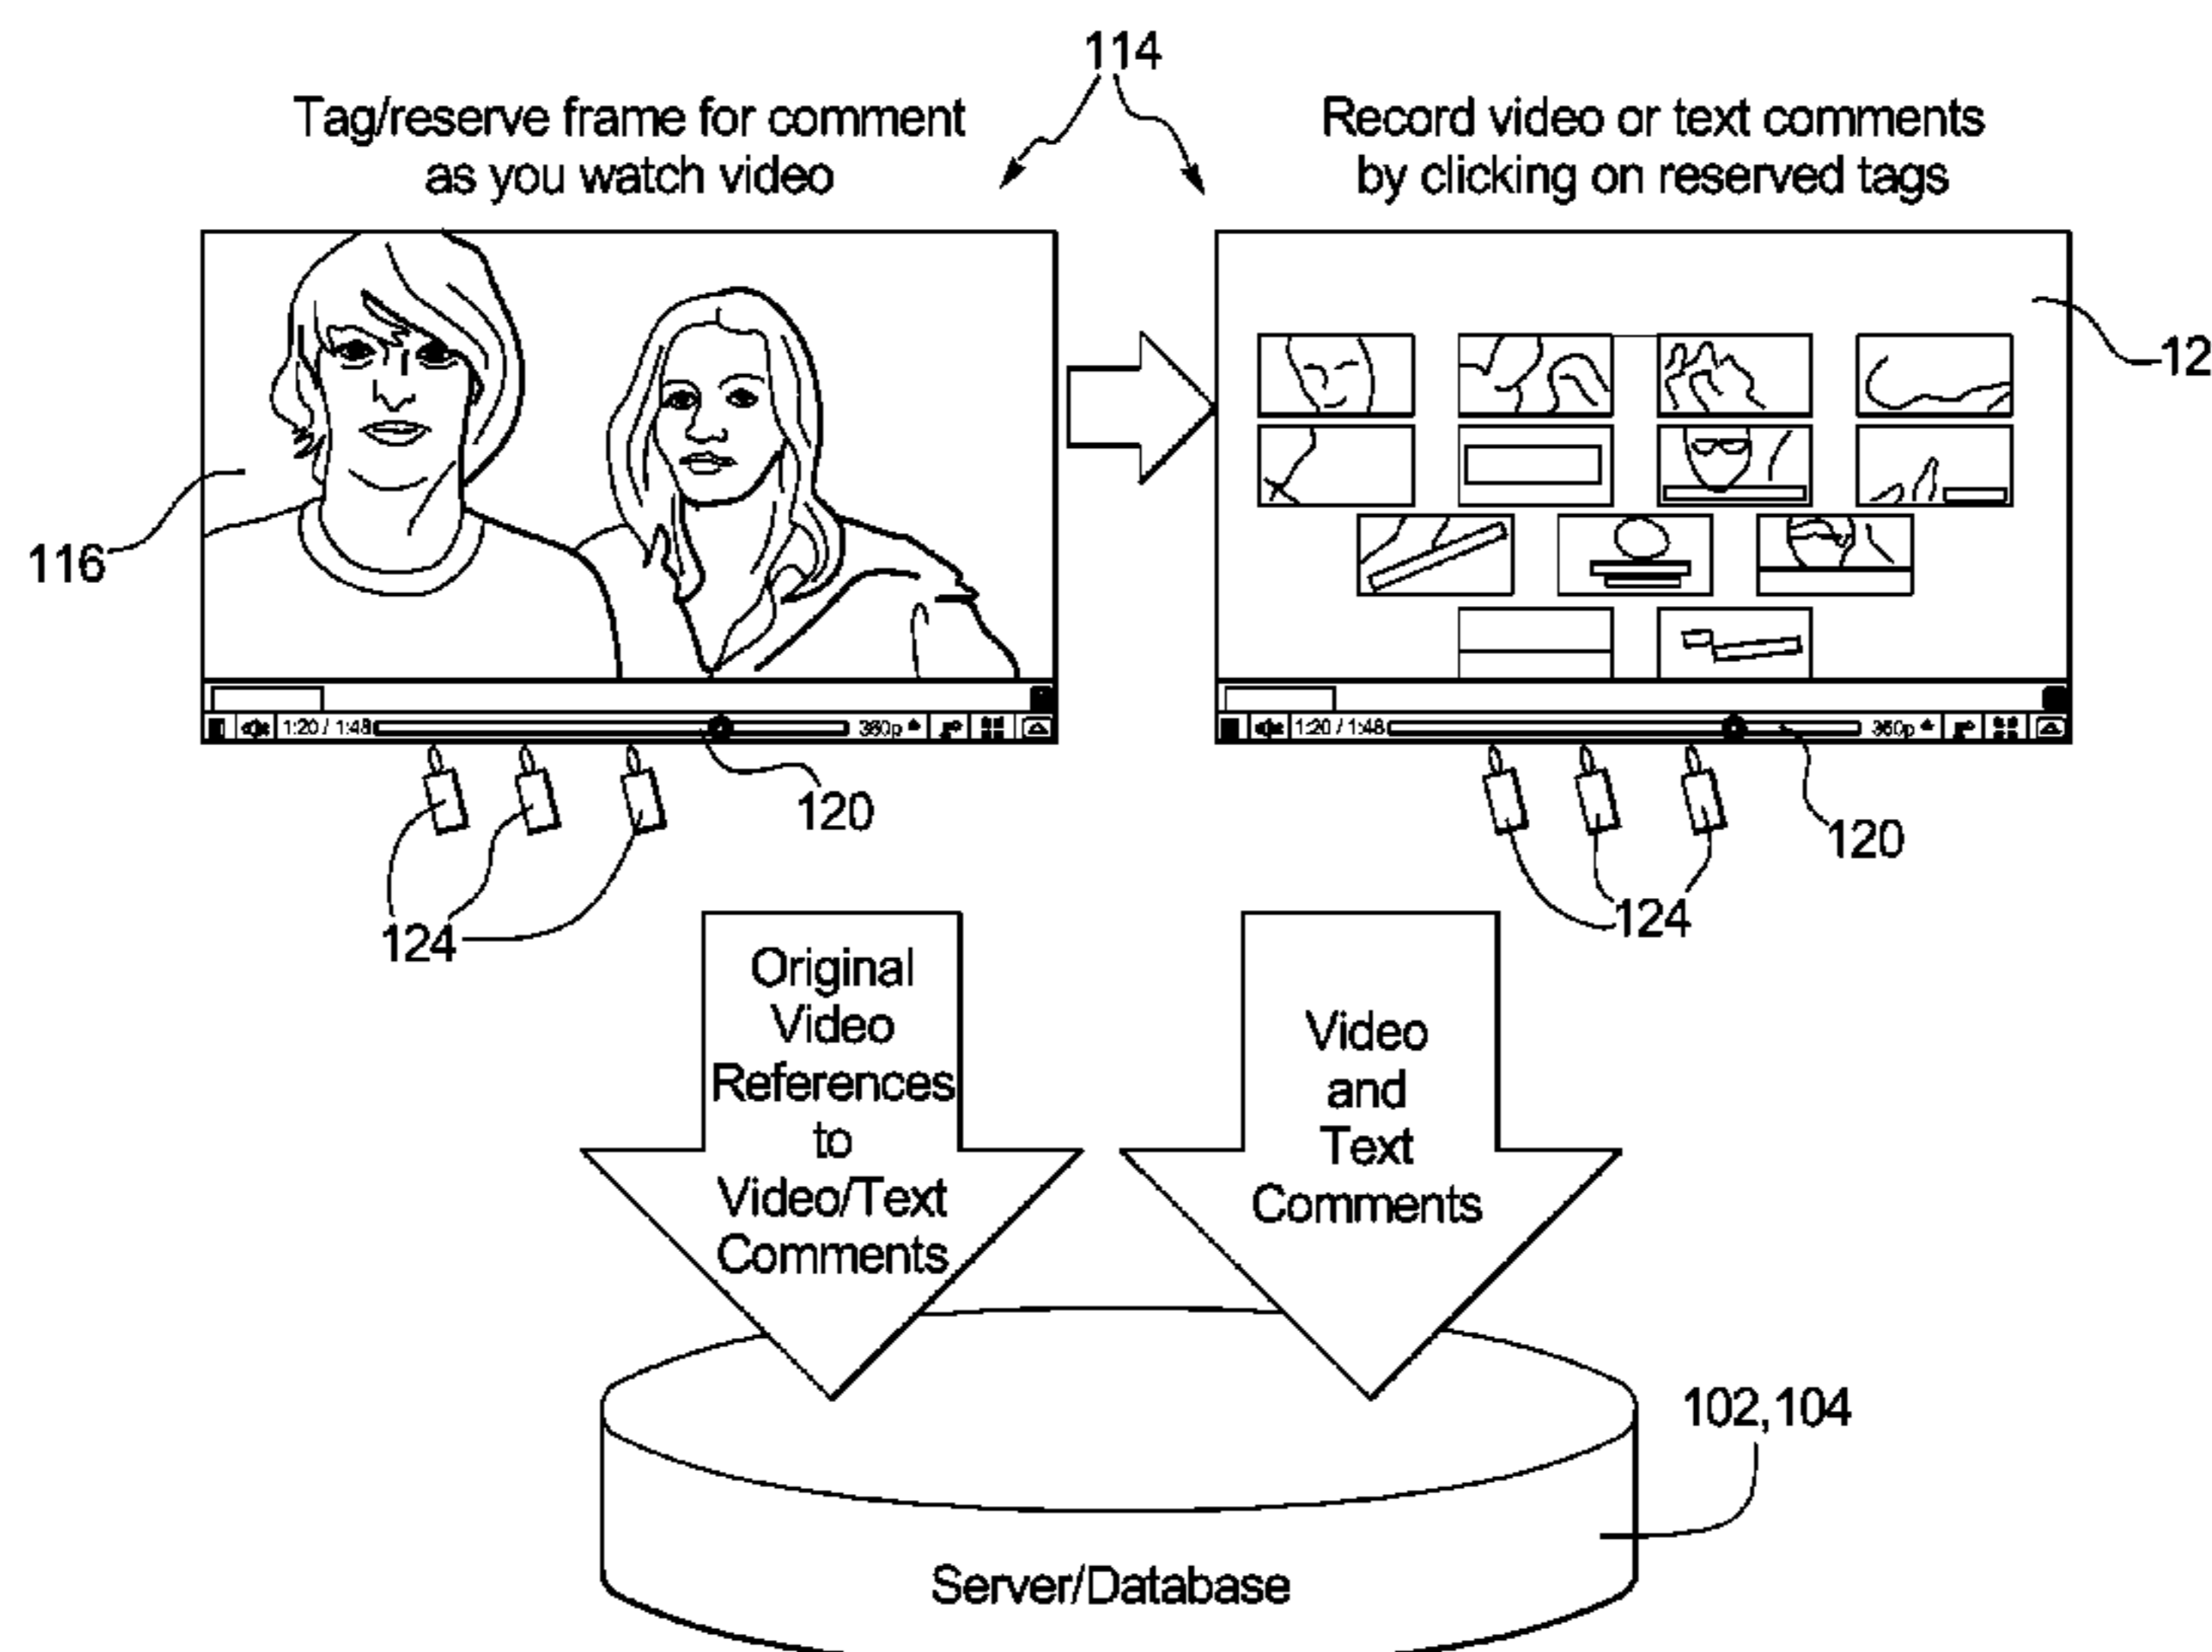 114
Tag/reserve frame for comment
as you watch video
Record video or text comments
by clicking on reserved tags
12
116
1:20 / 1:48
360p
1:20 / 1:48
360p
120
120
124
124
Original
Video
References
to
Video/Text
Comments
Video
and
Text
Comments
102,104
Server/Database